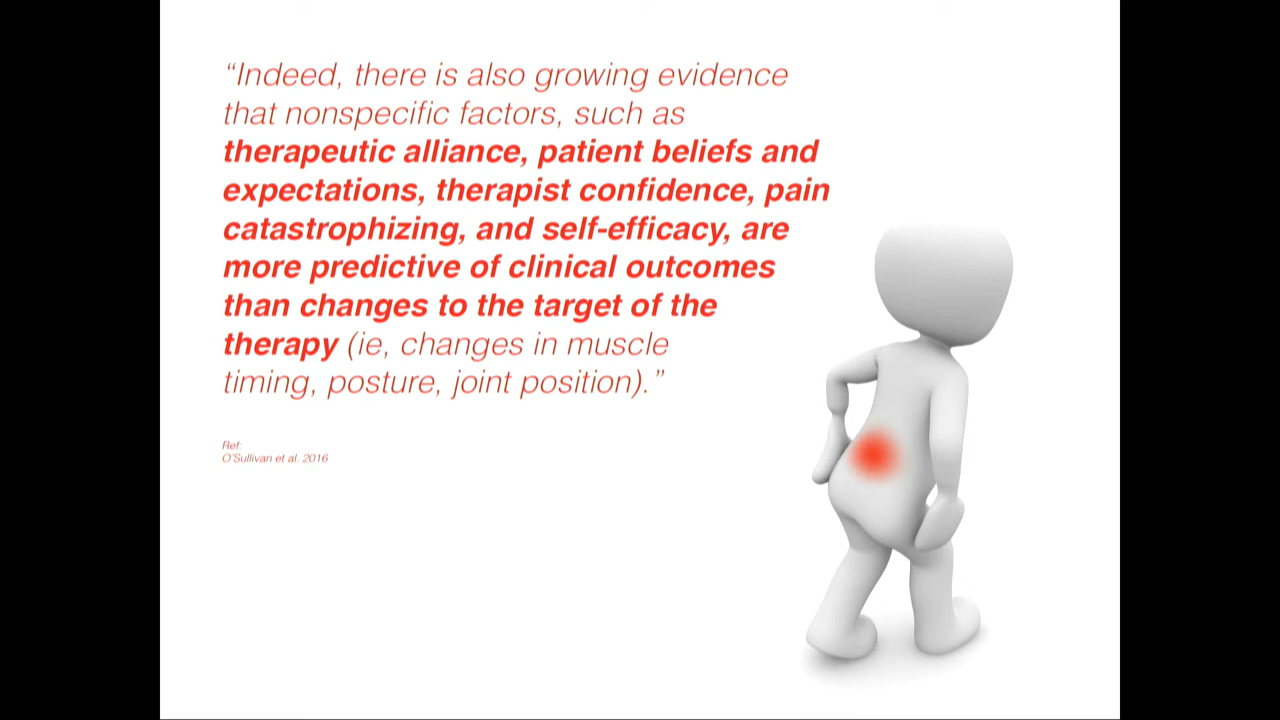 “Indeed, there is also growing evidence
that nonspecific factors, such as
therapeutic alliance, patient beliefs and
expectations, therapist confidence, pain
catastrophizing, and self-efficacy, are
more predictive of clinical outcomes
than changes to the target of the
therapy (ie, changes in muscle
timing, posture, joint position).”
Ref:
O’Sullivan et al. 2016